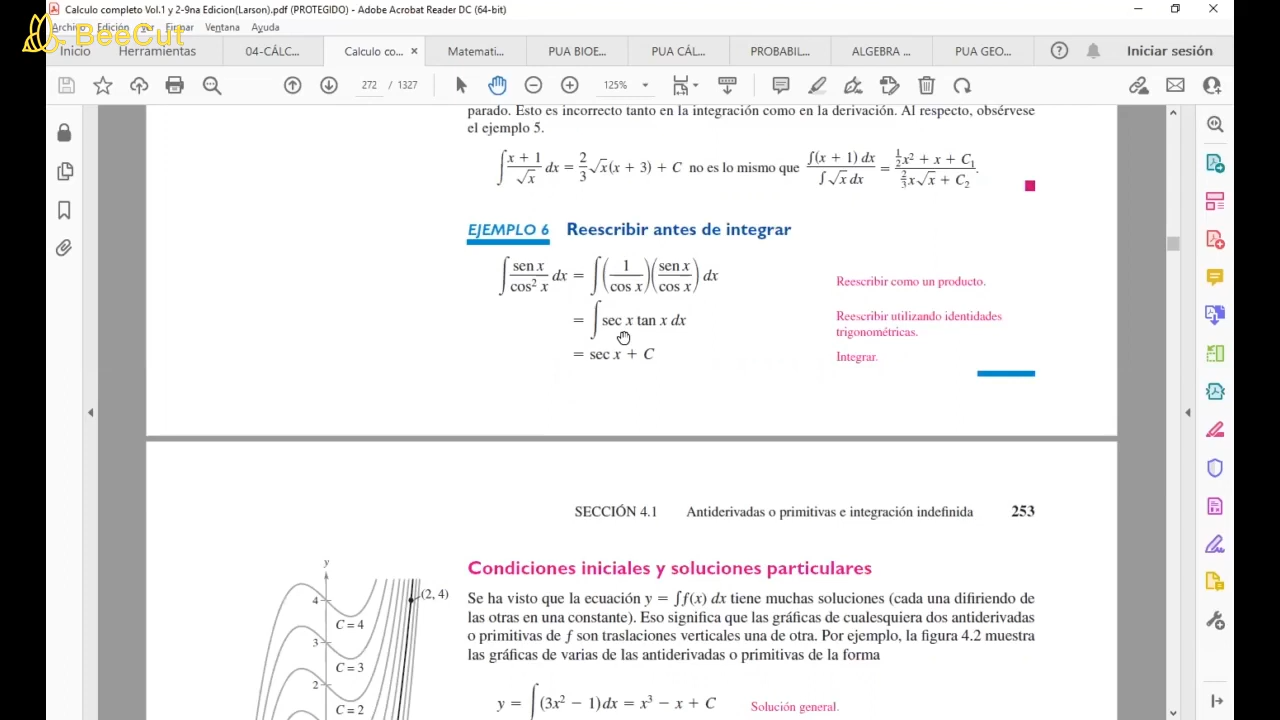 Calculo completo Vol.1 y 2-9na Edicion(Larson).pdf (PROTEGIDO) - Adobe Acrobat Reader DC (64-bit)
Archivo Edición Ver Firmar Ventana Ayuda
BeeCut
Inicio Herramientas 04-CÁLC... Calculo co... × Matemati... PUA BIOE... PUA CÁL... PROBABIL... ALGEBRA ... PUA GEO... Iniciar sesión
272 / 1327 125%
parado. Esto es incorrecto tanto en la integración como en la derivación. Al respecto, obsérvese
el ejemplo 5.
∫ (x + 1)/√x dx = 2/3 √x(x + 3) + C no es lo mismo que ∫(x + 1) dx / ∫√x dx = (1/2 x² + x + C₁)/(2/3 x√x + C₂).
EJEMPLO 6 Reescribir antes de integrar
∫ sen x/cos² x dx = ∫ (1/cos x)(sen x/cos x) dx Reescribir como un producto.
= ∫ sec x tan x dx Reescribir utilizando identidades
trigonométricas.
= sec x + C Integrar.
SECCIÓN 4.1 Antiderivadas o primitivas e integración indefinida 253
Condiciones iniciales y soluciones particulares
Se ha visto que la ecuación y = ∫f(x) dx tiene muchas soluciones (cada una difiriendo de
las otras en una constante). Eso significa que las gráficas de cualesquiera dos antiderivadas
o primitivas de f son traslaciones verticales una de otra. Por ejemplo, la figura 4.2 muestra
las gráficas de varias de las antiderivadas o primitivas de la forma
y = ∫ (3x² − 1)dx = x³ − x + C Solución general.
y
4 (2, 4)
C = 4
3
C = 3
2
C = 2